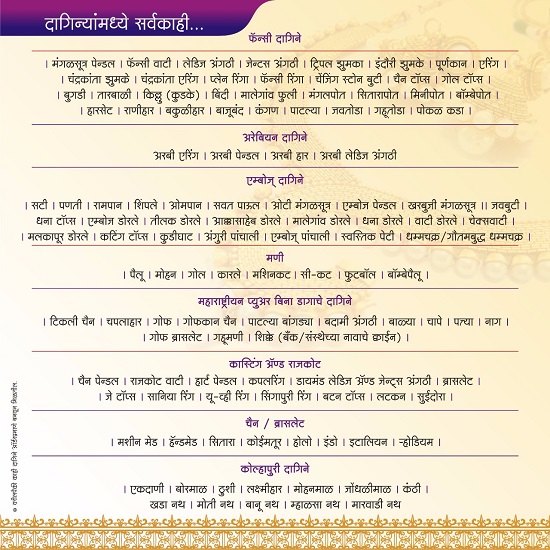 दागिन्यांमध्ये सर्वकाही...
फॅन्सी दागिने
। मंगळसूत्र पेन्डल । फॅन्सी वाटी । लेडिज अंगठी । जेन्टस अंगठी । ट्रिपल झुमका । इंदौरी झुमके । पूर्णकान । एरिंग ।
। चंद्रकांता झुमके । चंद्रकांता एरिंग । प्लेन रिंगा । फॅन्सी रिंगा । चेंजिंग स्टोन बुटी । चैन टॉप्स । गोल टॉप्स ।
। बुगडी । तारबाळी । किल्लु (कुडके) । बिंदी । मालेगांव फुली । मंगलपोत । सितारापोत । मिनीपोत । बॉम्बेपोत ।
। हारसेट । राणीहार । बकुळीहार । बाजूबंद । कंगण । पाटल्या । जवतोडा । गहूतोडा । पोकळ कडा ।
अरेबियन दागिने
अरबी एरिंग । अरबी पेन्डल । अरबी हार । अरबी लेडिज अंगठी
एम्बोज् दागिने
। सटी । पणती । रामपान । शिंपले । ओमपान । सवत पाऊल । ओटी मंगळसूत्र । एम्बोज पेन्डल । खरबुजी मंगळसूत्र ।। जवबुटी ।
धना टॉप्स । एम्बोज डोरले । तीलक डोरले । आक्कासाहेब डोरले । मालेगांव डोरले । धना डोरले । वाटी डोरले । चेक्सवाटी ।
। मलकापूर डोरले । कटिंग टॉप्स । कुडीघाट । अंगुरी पांचाली । एम्बोज् पांचाली । स्वस्तिक पेटी । धम्मचक्र/गौतमबुद्ध धम्मचक्र ।
मणी
। पैलू । मोहन । गोल । कारले । मशिनकट । सी-कट । फुटबॉल । बॉम्बेपैलू ।
महाराष्ट्रीयन प्युअर बिना डागाचे दागिने
। टिकली चैन । चपलाहार । गोफ । गोफकान चैन । पाटल्या बांगड्या । बदामी अंगठी । बाळ्या । चापे । पत्र्या । नाग ।
। गोफ ब्रासलेट । गहूमणी । शिक्के (बँक/संस्थेच्या नावाचे क्वाईन) ।
कास्टिंग ॲण्ड राजकोट
। चैन पेन्डल । राजकोट वाटी । हार्ट पेन्डल । कपलरिंग । डायमंड लेडिज ॲण्ड जेन्ट्स अंगठी । ब्रासलेट ।
। जे टॉप्स । सानिया रिंग । यू-व्ही रिंग । सिंगापुरी रिंग । बटन टॉप्स । लटकन । सुईदोरा ।
चैन / ब्रासलेट
। मशीन मेड । हॅन्डमेड । सितारा । कोईमतूर । होलो । इंडो । इटालियन । ऱ्होडियम ।
कोल्हापुरी दागिने
। एकदाणी । बोरमाळ । ठुशी । लक्ष्मीहार । मोहनमाळ । जोंधळीमाळ । कंठी ।
खडा नथ । मोती नथ । बानू नथ । म्हाळसा नथ । मारवाडी नथ